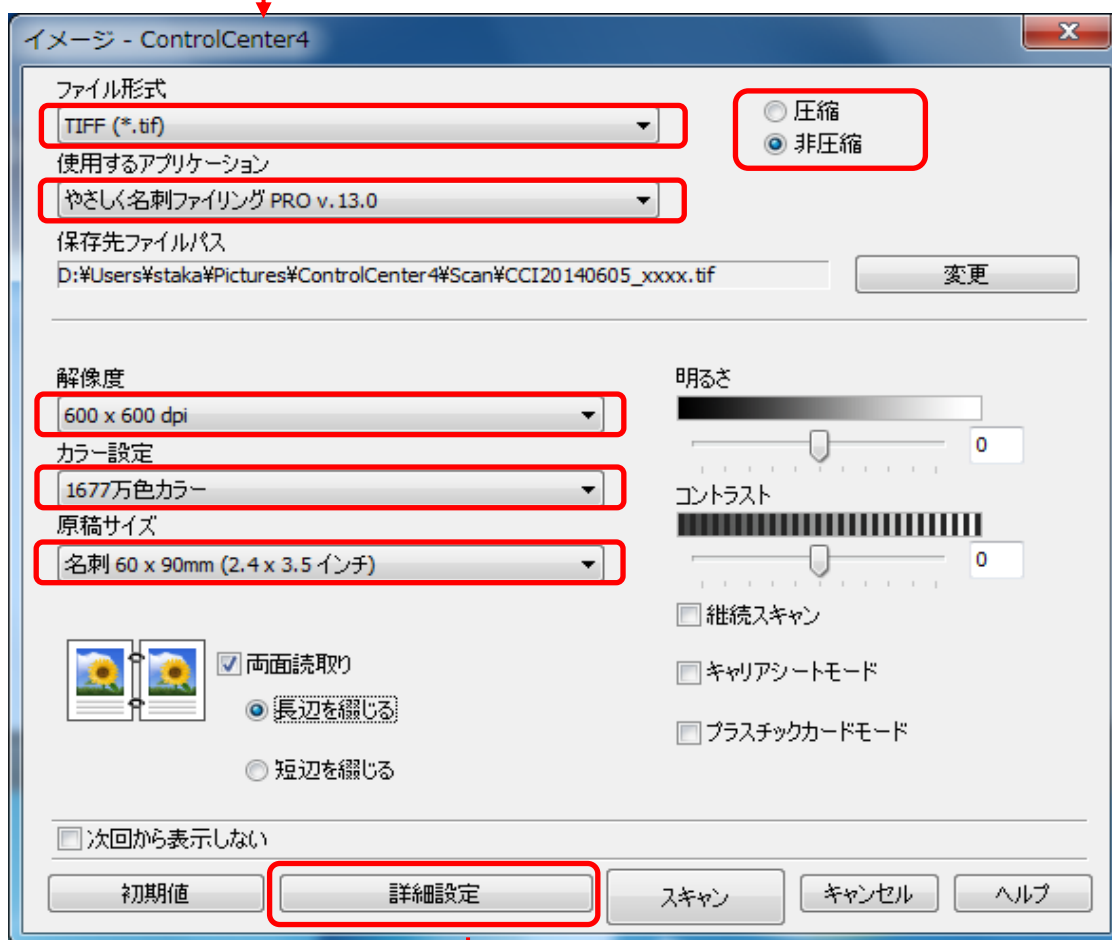 イメージ - ControlCenter4
ファイル形式
TIFF (*.tif)
圧縮
非圧縮
使用するアプリケーション
やさしく名刺ファイリング PRO v.13.0
保存先ファイルパス
D:¥Users¥staka¥Pictures¥ControlCenter4¥Scan¥CCI20140605_xxxx.tif
変更
解像度
600 x 600 dpi
カラー設定
1677万色カラー
原稿サイズ
名刺 60 x 90mm (2.4 x 3.5 インチ)
明るさ
0
コントラスト
0
両面読取り
長辺を綴じる
短辺を綴じる
継続スキャン
キャリアシートモード
プラスチックカードモード
次回から表示しない
初期値 詳細設定 スキャン キャンセル ヘルプ